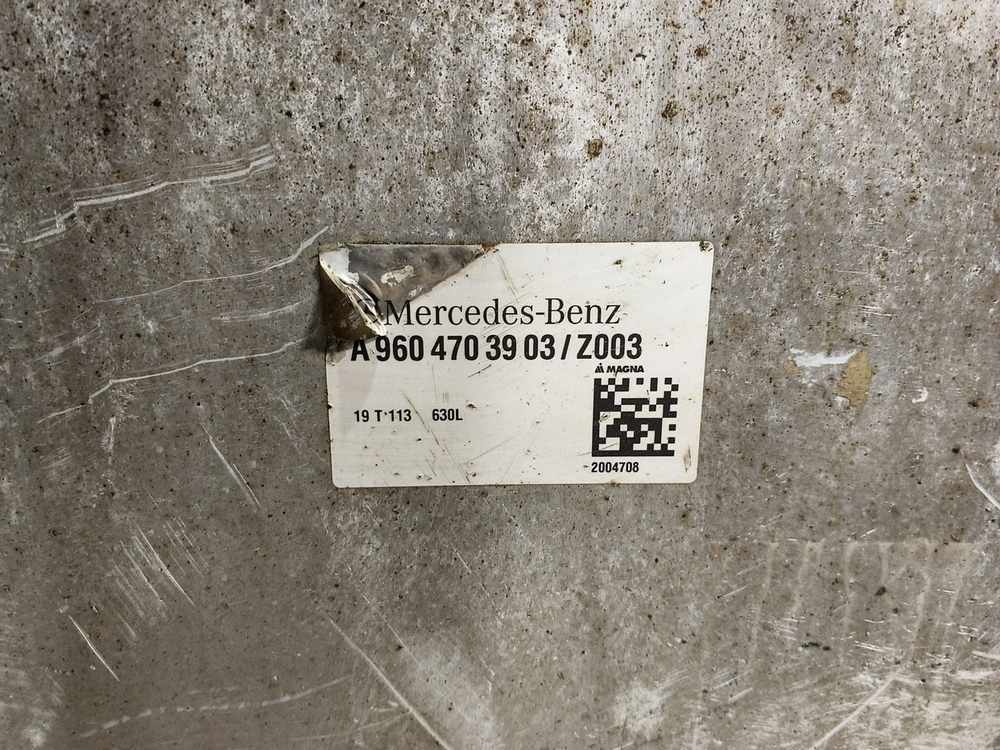 Mercedes-Benz
A 960 470 39 03 / Z003
MAGNA
19 T 113 630L
2004708